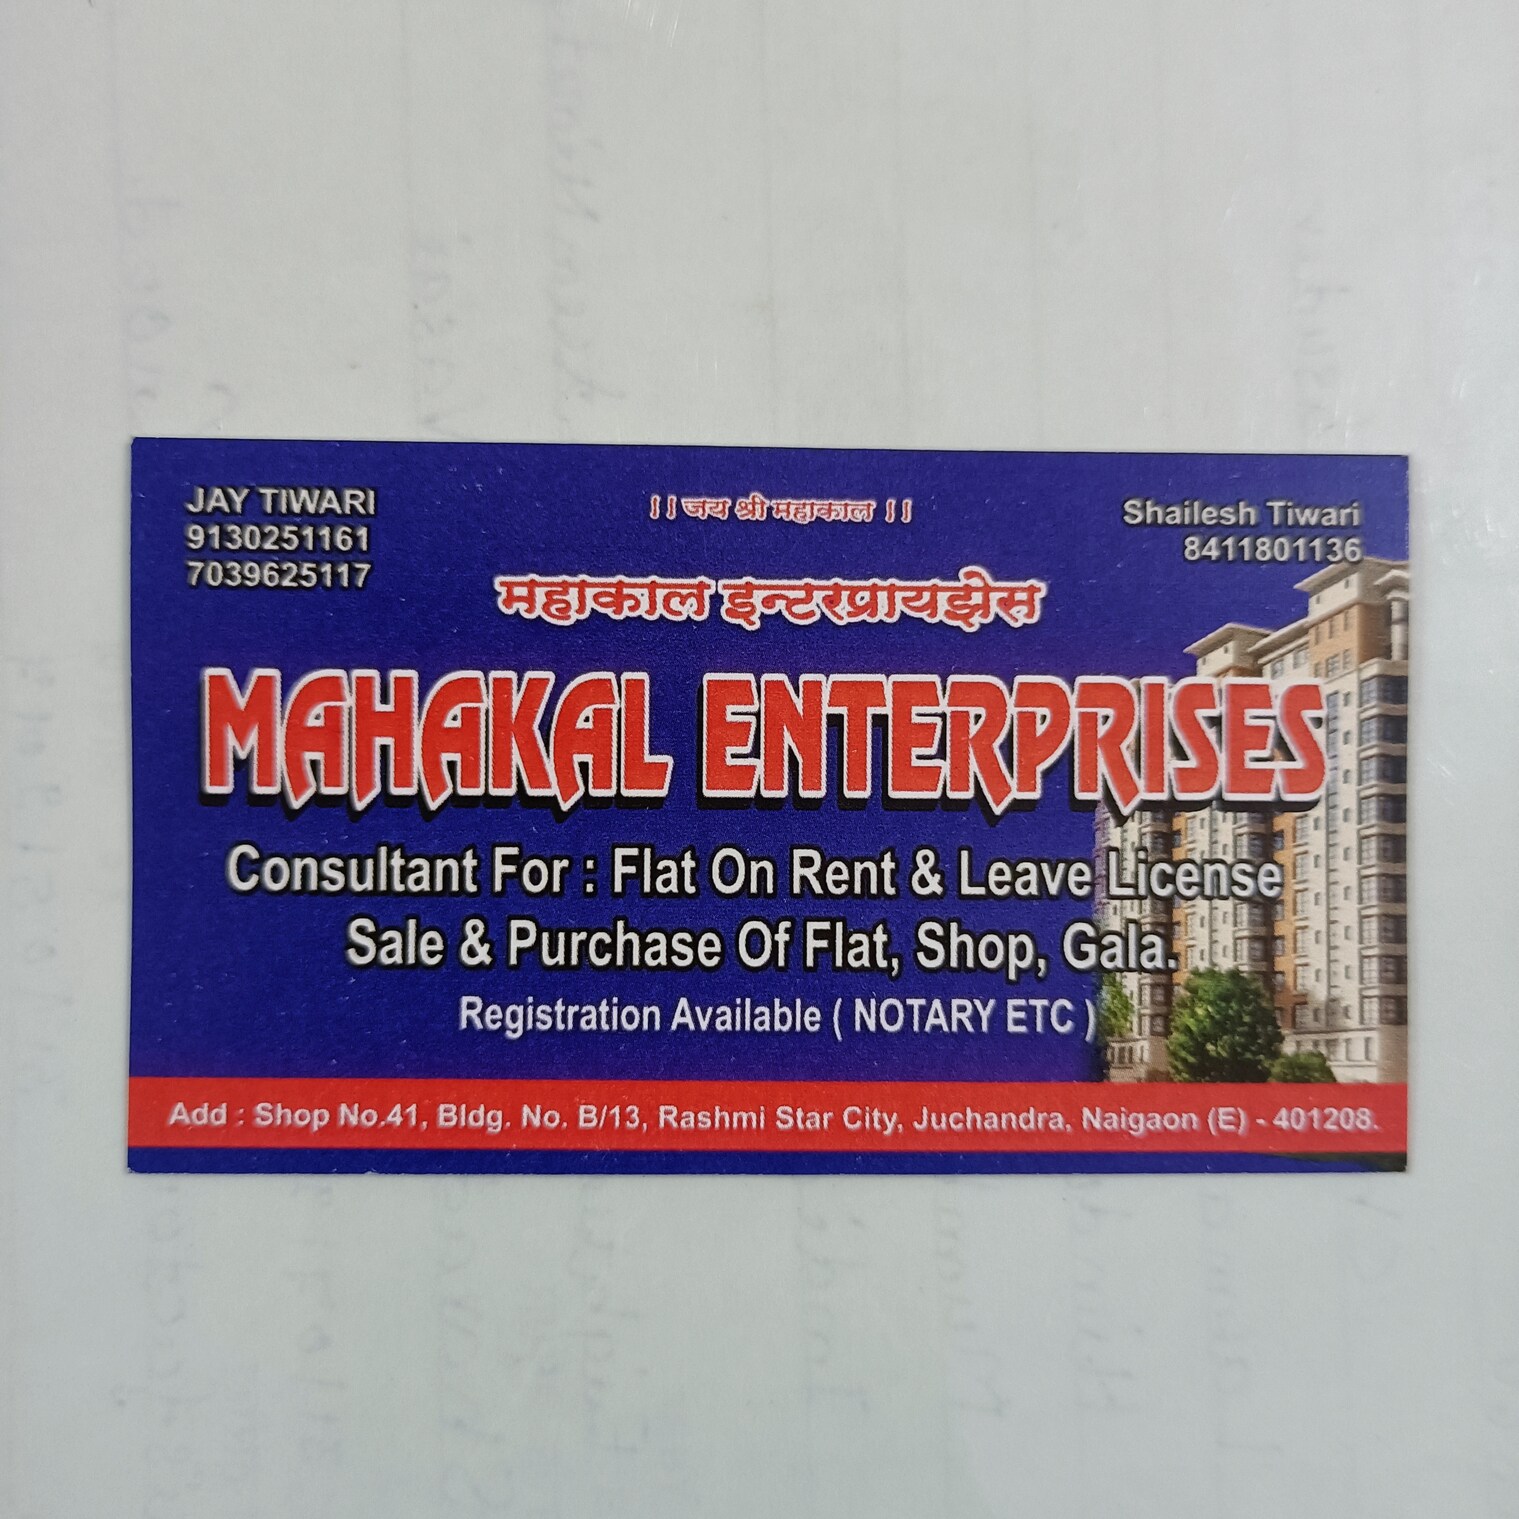 JAY TIWARI
9130251161
7039625117
।। जय श्री महाकाल ।।
Shailesh Tiwari
8411801136
महाकाल इन्टरप्रायझेस
MAHAKAL ENTERPRISES
Consultant For : Flat On Rent & Leave License
Sale & Purchase Of Flat, Shop, Gala.
Registration Available ( NOTARY ETC )
Add : Shop No.41, Bldg. No. B/13, Rashmi Star City, Juchandra, Naigaon (E) - 401208.